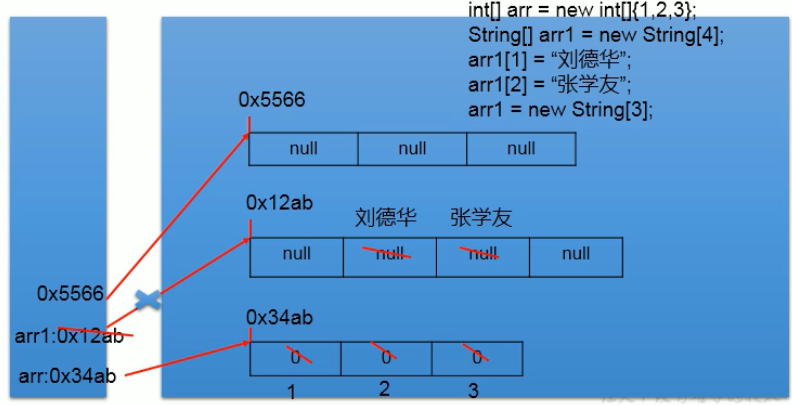 int[] arr = new int[]{1,2,3};
String[] arr1 = new String[4];
arr1[1] = “刘德华”;
arr1[2] = “张学友”;
arr1 = new String[3];
0x5566
null null null
0x12ab
刘德华 张学友
null null null null
0x5566
0x34ab
arr1:0x12ab
0 0 0
arr:0x34ab
1 2 3